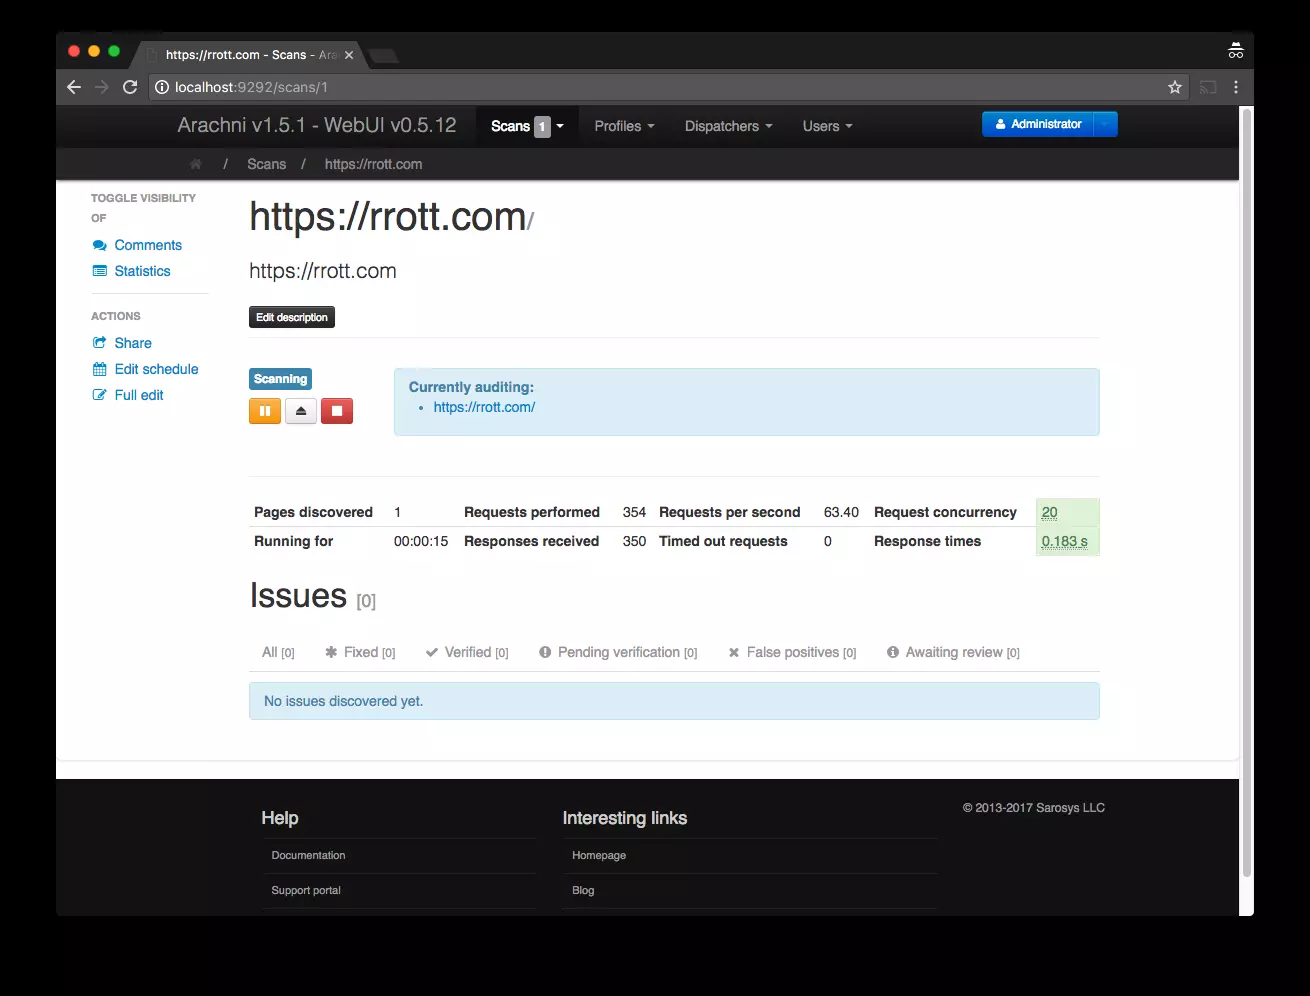 https://rrott.com - Scans - Ara
localhost:9292/scans/1
Arachni v1.5.1 - WebUI v0.5.12 Scans 1 Profiles Dispatchers Users Administrator
/ Scans / https://rrott.com
TOGGLE VISIBILITY
OF
Comments
Statistics
ACTIONS
Share
Edit schedule
Full edit
https://rrott.com/
https://rrott.com
Edit description
Scanning
Currently auditing:
• https://rrott.com/
Pages discovered 1 Requests performed 354 Requests per second 63.40 Request concurrency 20
Running for 00:00:15 Responses received 350 Timed out requests 0 Response times 0.183 s
Issues [0]
All [0] Fixed [0] Verified [0] Pending verification [0] False positives [0] Awaiting review [0]
No issues discovered yet.
Help
Documentation
Support portal
Interesting links
Homepage
Blog
© 2013-2017 Sarosys LLC